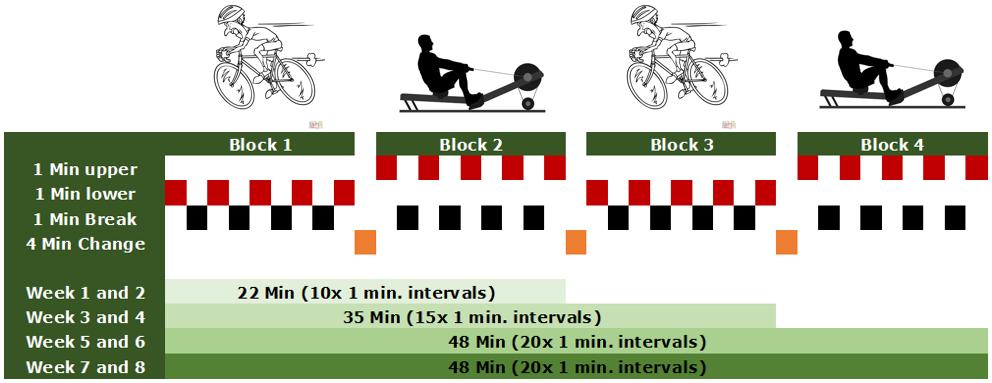 Block 1 Block 2 Block 3 Block 4
1 Min upper
1 Min lower
1 Min Break
4 Min Change
Week 1 and 2 22 Min (10x 1 min. intervals)
Week 3 and 4 35 Min (15x 1 min. intervals)
Week 5 and 6 48 Min (20x 1 min. intervals)
Week 7 and 8 48 Min (20x 1 min. intervals)